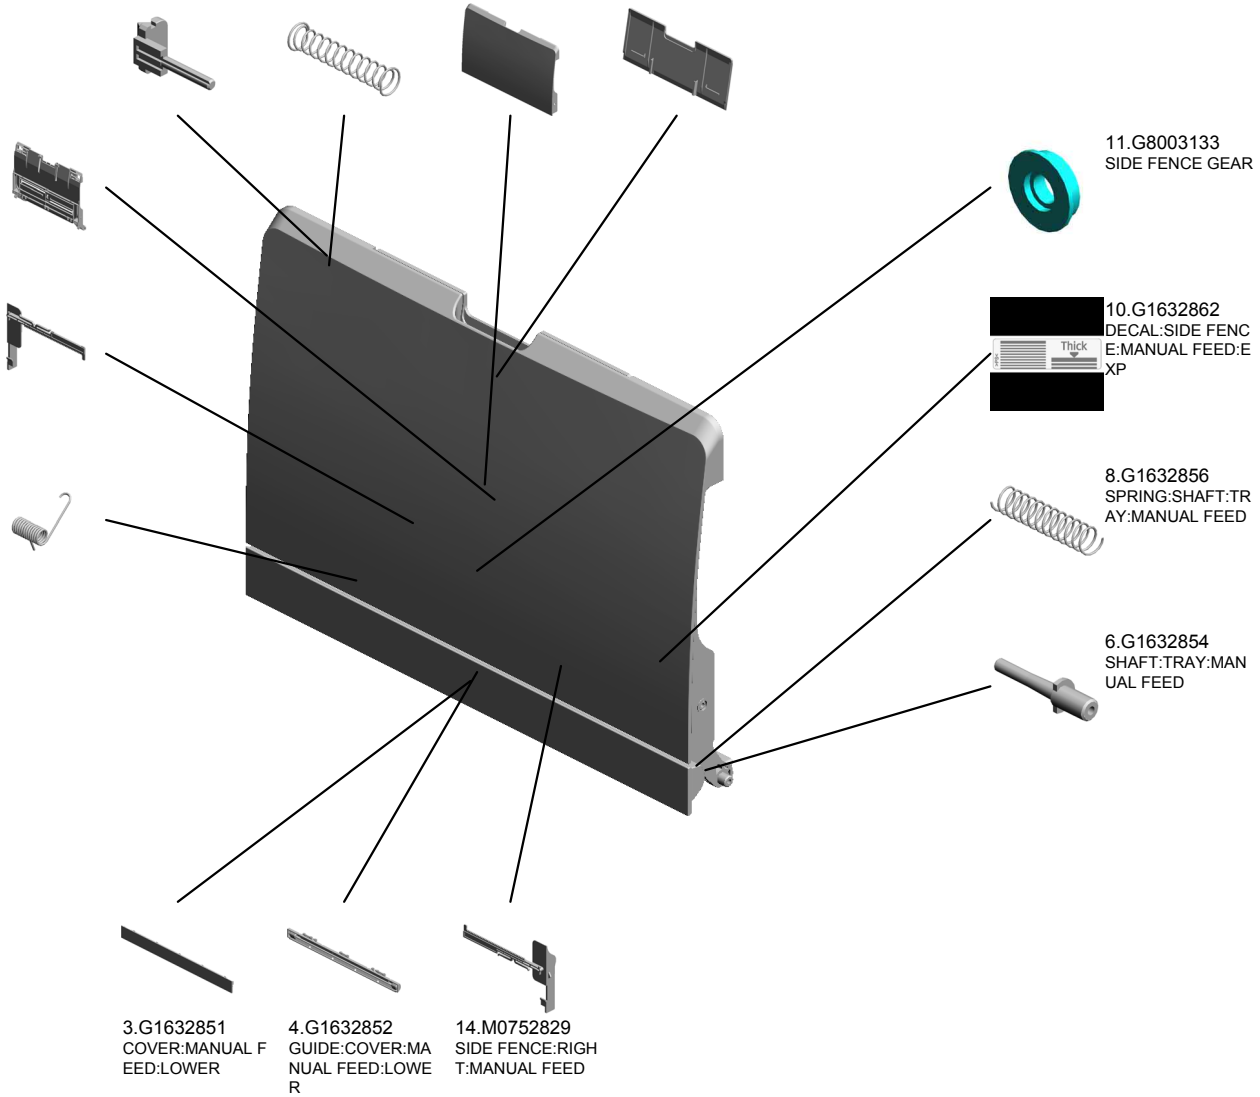 11.G8003133
SIDE FENCE GEAR
10.G1632862
DECAL:SIDE FENC
E:MANUAL FEED:E
XP
Thick
8.G1632856
SPRING:SHAFT:TR
AY:MANUAL FEED
6.G1632854
SHAFT:TRAY:MAN
UAL FEED
3.G1632851
COVER:MANUAL F
EED:LOWER
4.G1632852
GUIDE:COVER:MA
NUAL FEED:LOWE
R
14.M0752829
SIDE FENCE:RIGH
T:MANUAL FEED